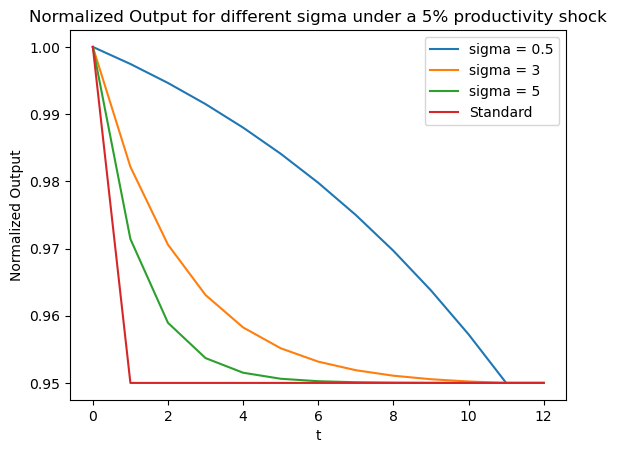 Normalized Output for different sigma under a 5% productivity shock
sigma = 0.5
sigma = 3
sigma = 5
Standard
Normalized Output
1.00
0.99
0.98
0.97
0.96
0.95
0 2 4 6 8 10 12
t